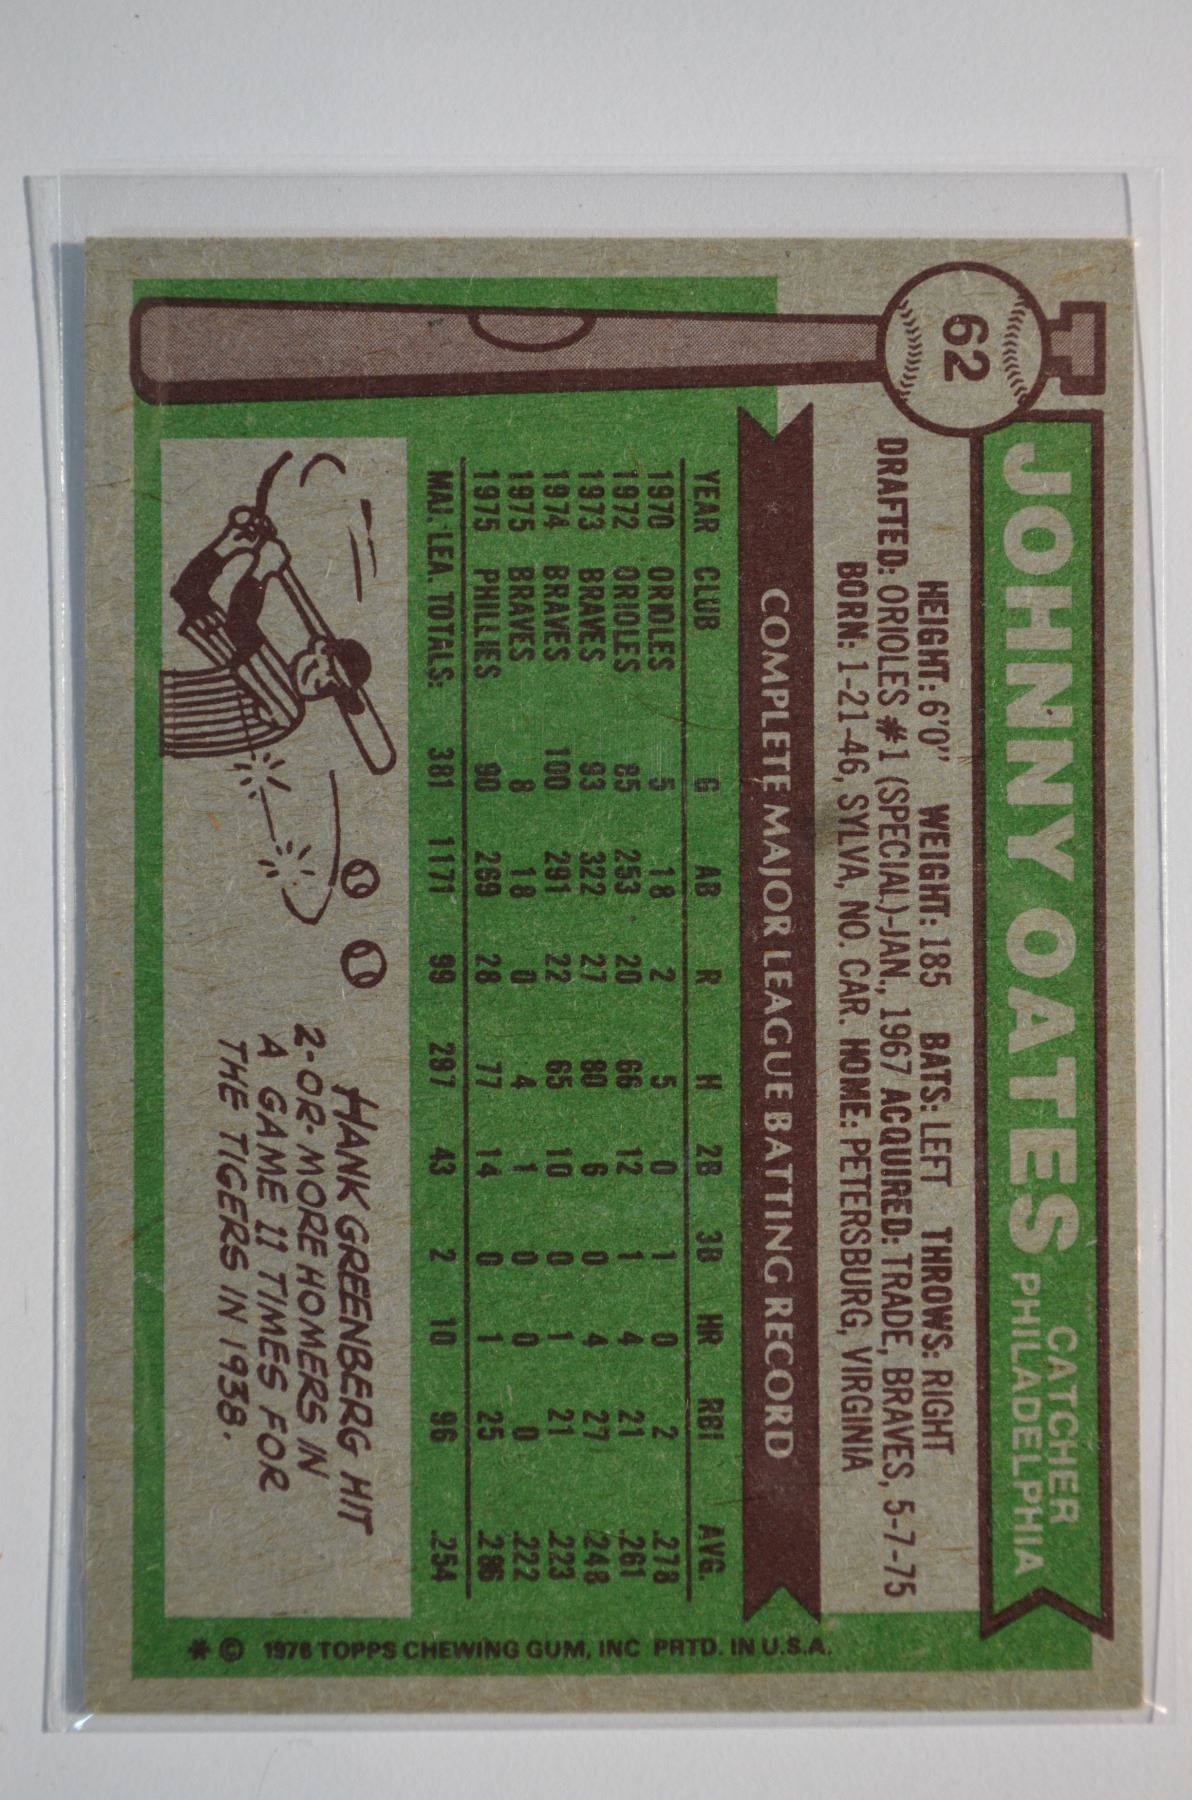 62
JOHNNY OATES CATCHER
PHILADELPHIA
HEIGHT: 6'0" WEIGHT: 185 BATS: LEFT THROWS: RIGHT
DRAFTED: ORIOLES #1 (SPECIAL)-JAN., 1967 ACQUIRED: TRADE, BRAVES, 5-7-75
BORN: 1-21-46, SYLVA, NO. CAR. HOME: PETERSBURG, VIRGINIA
COMPLETE MAJOR LEAGUE BATTING RECORD
YEAR CLUB G AB R H 2B 3B HR RBI AVG.
1970 ORIOLES 5 18 2 5 0 1 0 2 .278
1972 ORIOLES 85 253 20 66 12 1 4 21 .261
1973 BRAVES 93 322 27 80 6 0 4 27 .248
1974 BRAVES 100 291 22 65 10 0 1 21 .223
1975 BRAVES 8 18 0 4 1 0 0 0 .222
1975 PHILLIES 90 269 28 77 14 0 1 25 .286
MAJ. LEA. TOTALS: 381 1171 99 297 43 2 10 96 .254
HANK GREENBERG HIT
2-OR-MORE HOMERS IN
A GAME 11 TIMES FOR
THE TIGERS IN 1938.
* © 1976 TOPPS CHEWING GUM, INC PRTD. IN U.S.A.